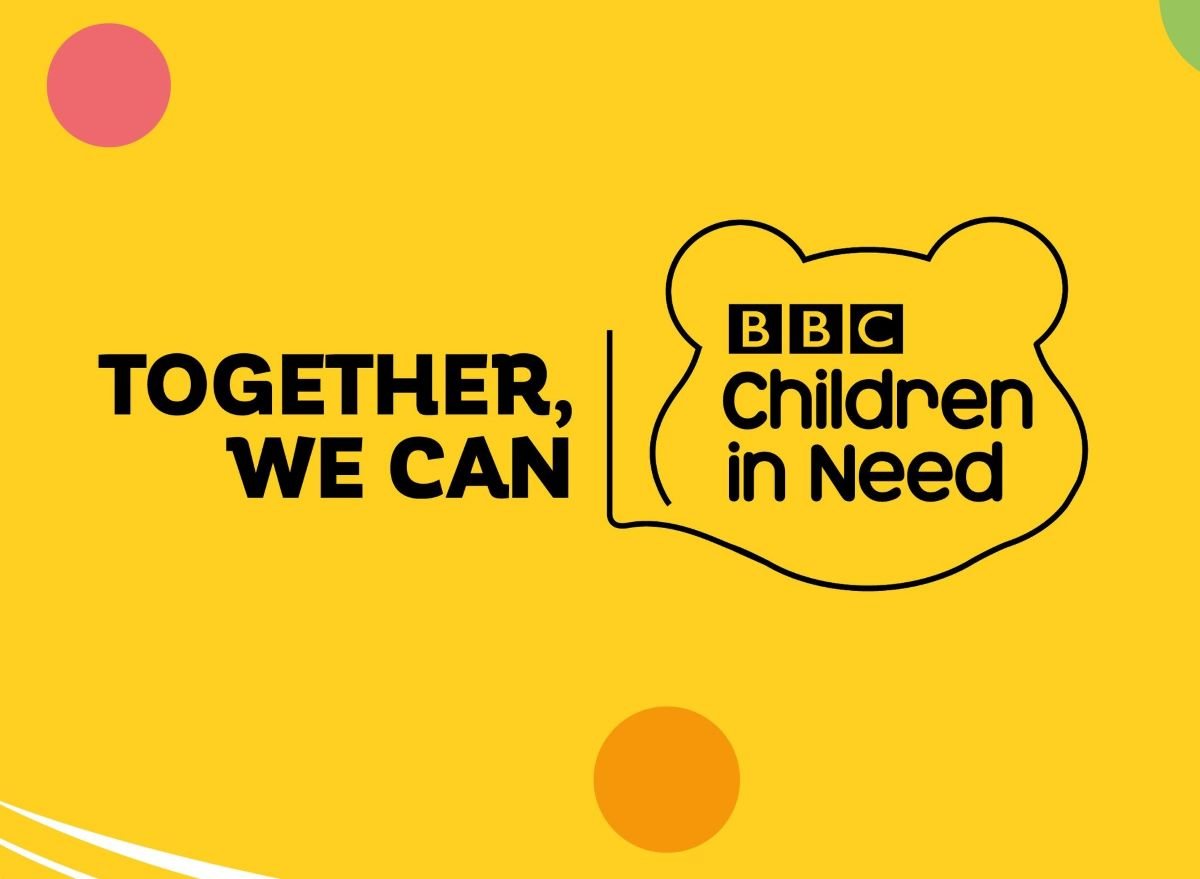 TOGETHER,
WE CAN
BBC
Children
in Need